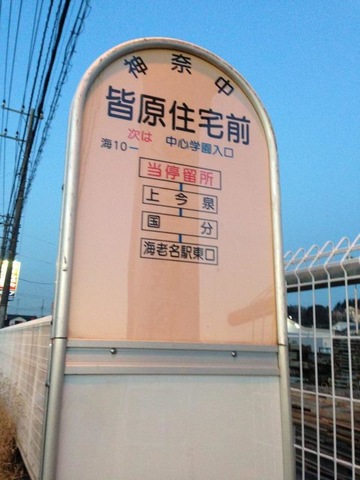 神奈中
皆原住宅前
次は 中心学園入口
海10ー
当停留所
上今泉
国分
海老名駅東口